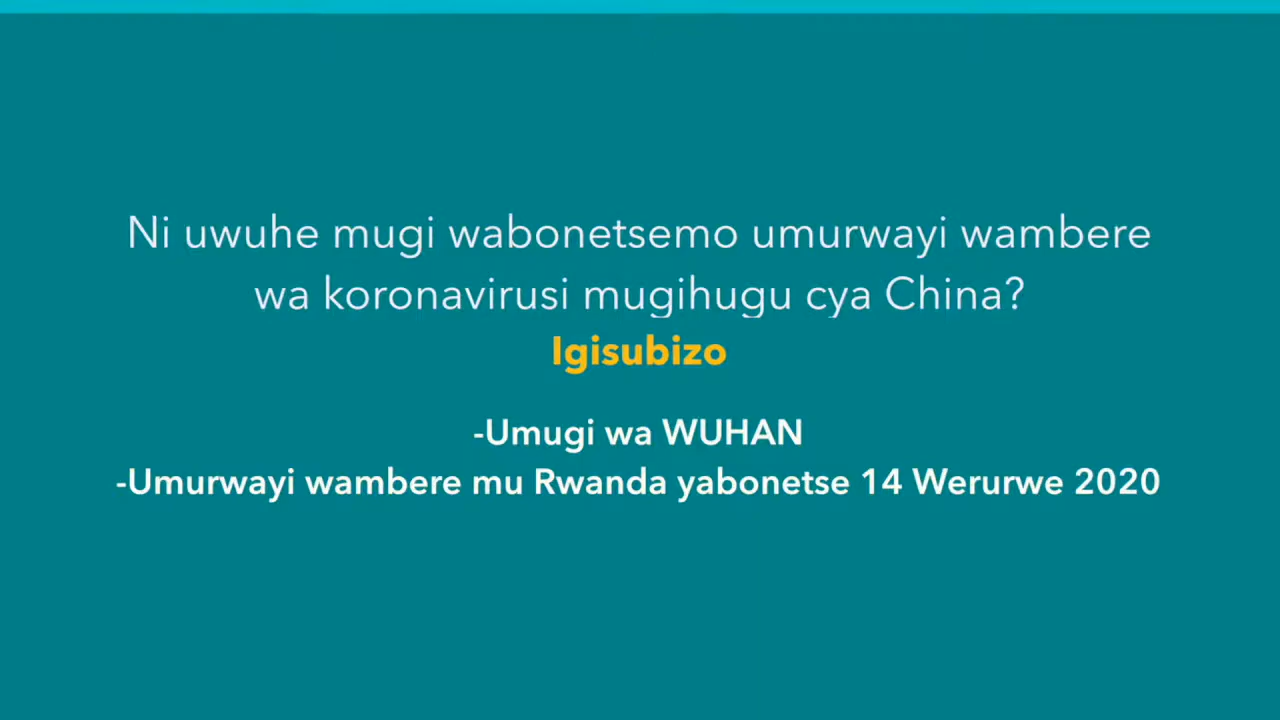 Ni uwuhe mugi wabonetsemo umurwayi wambere
wa koronavirusi mugihugu cya China?
Igisubizo
-Umugi wa WUHAN
-Umurwayi wambere mu Rwanda yabonetse 14 Werurwe 2020